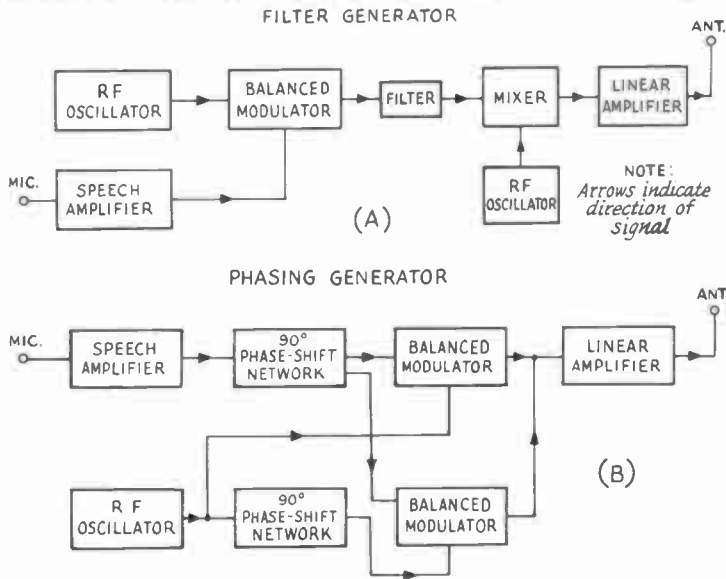 FILTER GENERATOR
ANT.
RF
OSCILLATOR
BALANCED
MODULATOR
FILTER
MIXER
LINEAR
AMPLIFIER
MIC.
SPEECH
AMPLIFIER
RF
OSCILLATOR
NOTE:
Arrows indicate
direction of
signal
(A)
PHASING GENERATOR
ANT
MIC.
SPEECH
AMPLIFIER
90°
PHASE-SHIFT
NETWORK
BALANCED
MODULATOR
LINEAR
AMPLIFIER
RF
OSCILLATOR
90°
PHASE-SHIFT
NETWORK
BALANCED
MODULATOR
(B)